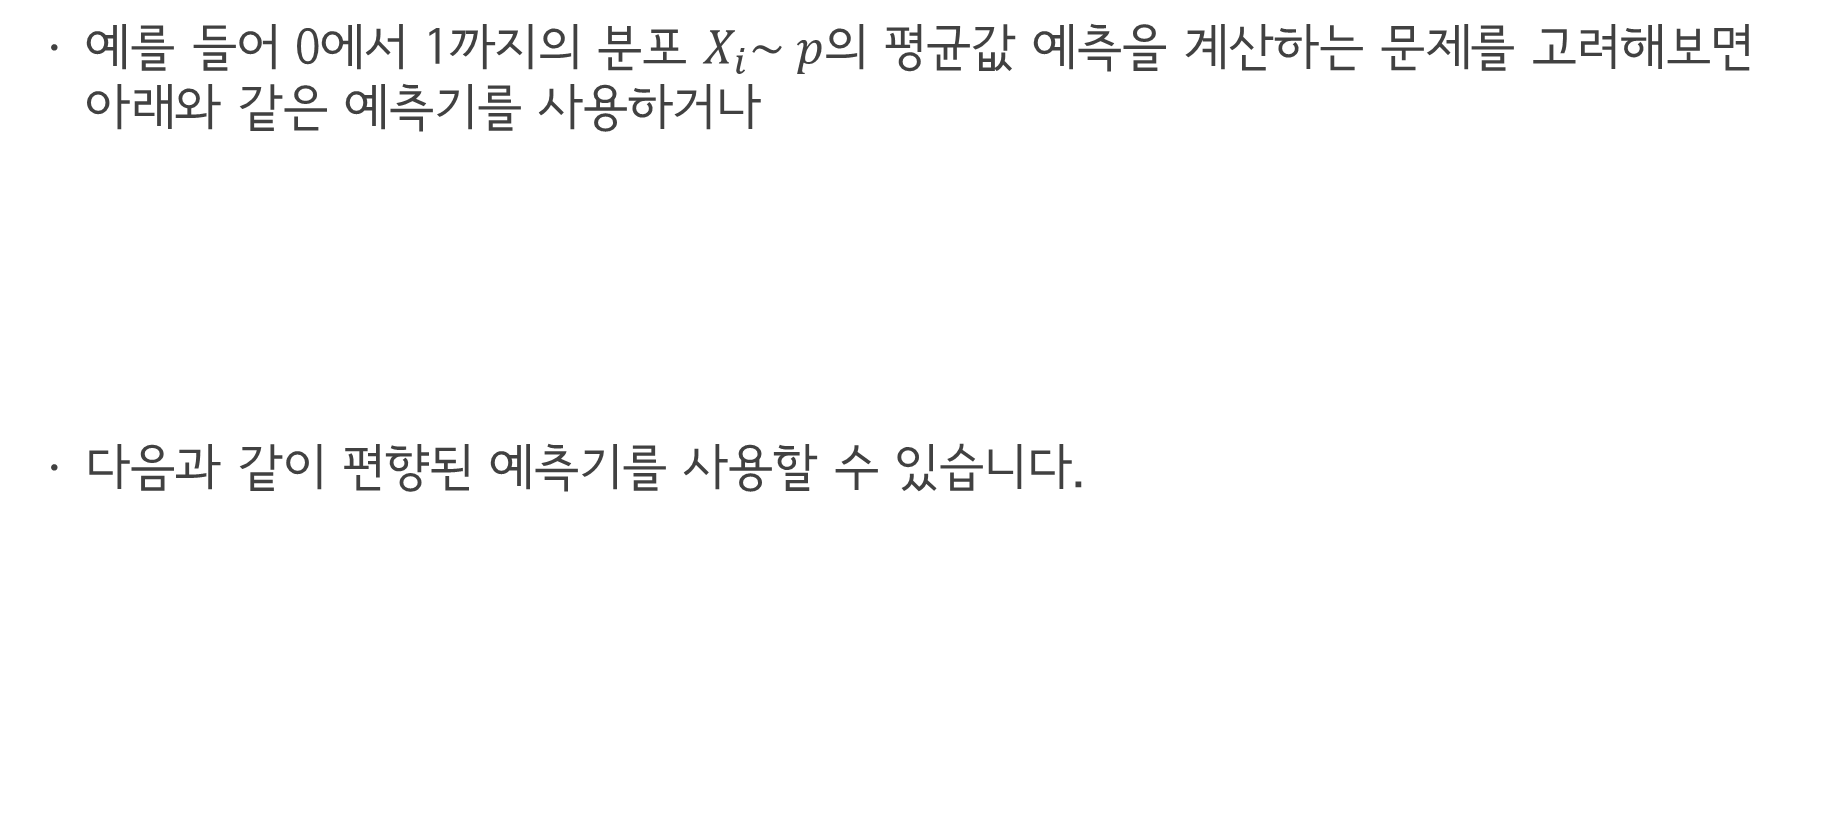 · 예를 들어 0에서 1까지의 분포 Xᵢ~ p의 평균값 예측을 계산하는 문제를 고려해보면
아래와 같은 예측기를 사용하거나
· 다음과 같이 편향된 예측기를 사용할 수 있습니다.